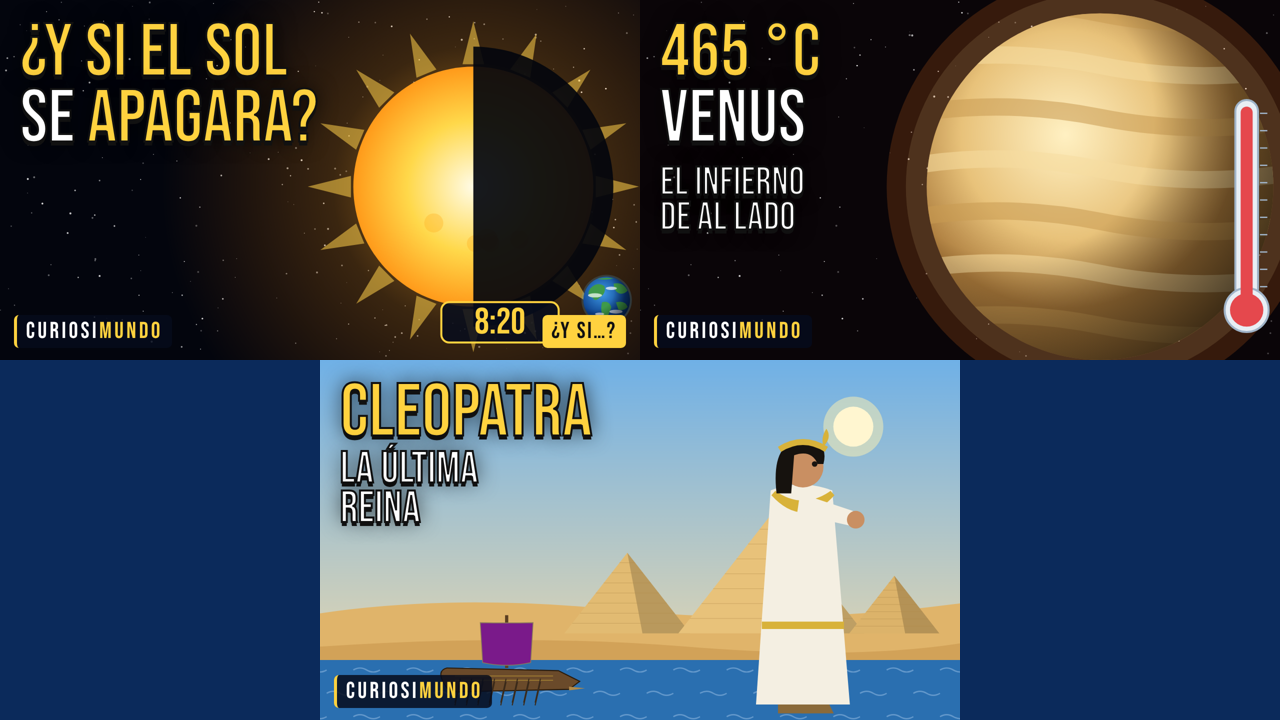 ¿Y SI EL SOL
SE APAGARA?
8:20
¿Y SI...?
CURIOSIMUNDO
465 °C
VENUS
EL INFIERNO
DE AL LADO
CURIOSIMUNDO
CLEOPATRA
LA ÚLTIMA
REINA
CURIOSIMUNDO